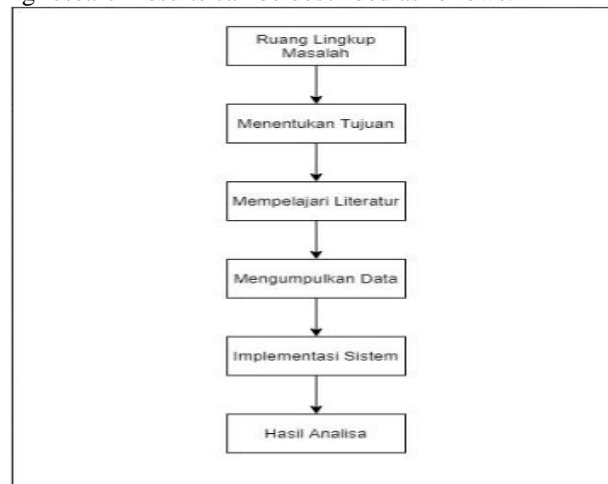 Ruang Lingkup
Masalah
Menentukan Tujuan
Mempelajari Literatur
Mengumpulkan Data
Implementasi Sistem
Hasil Analisa